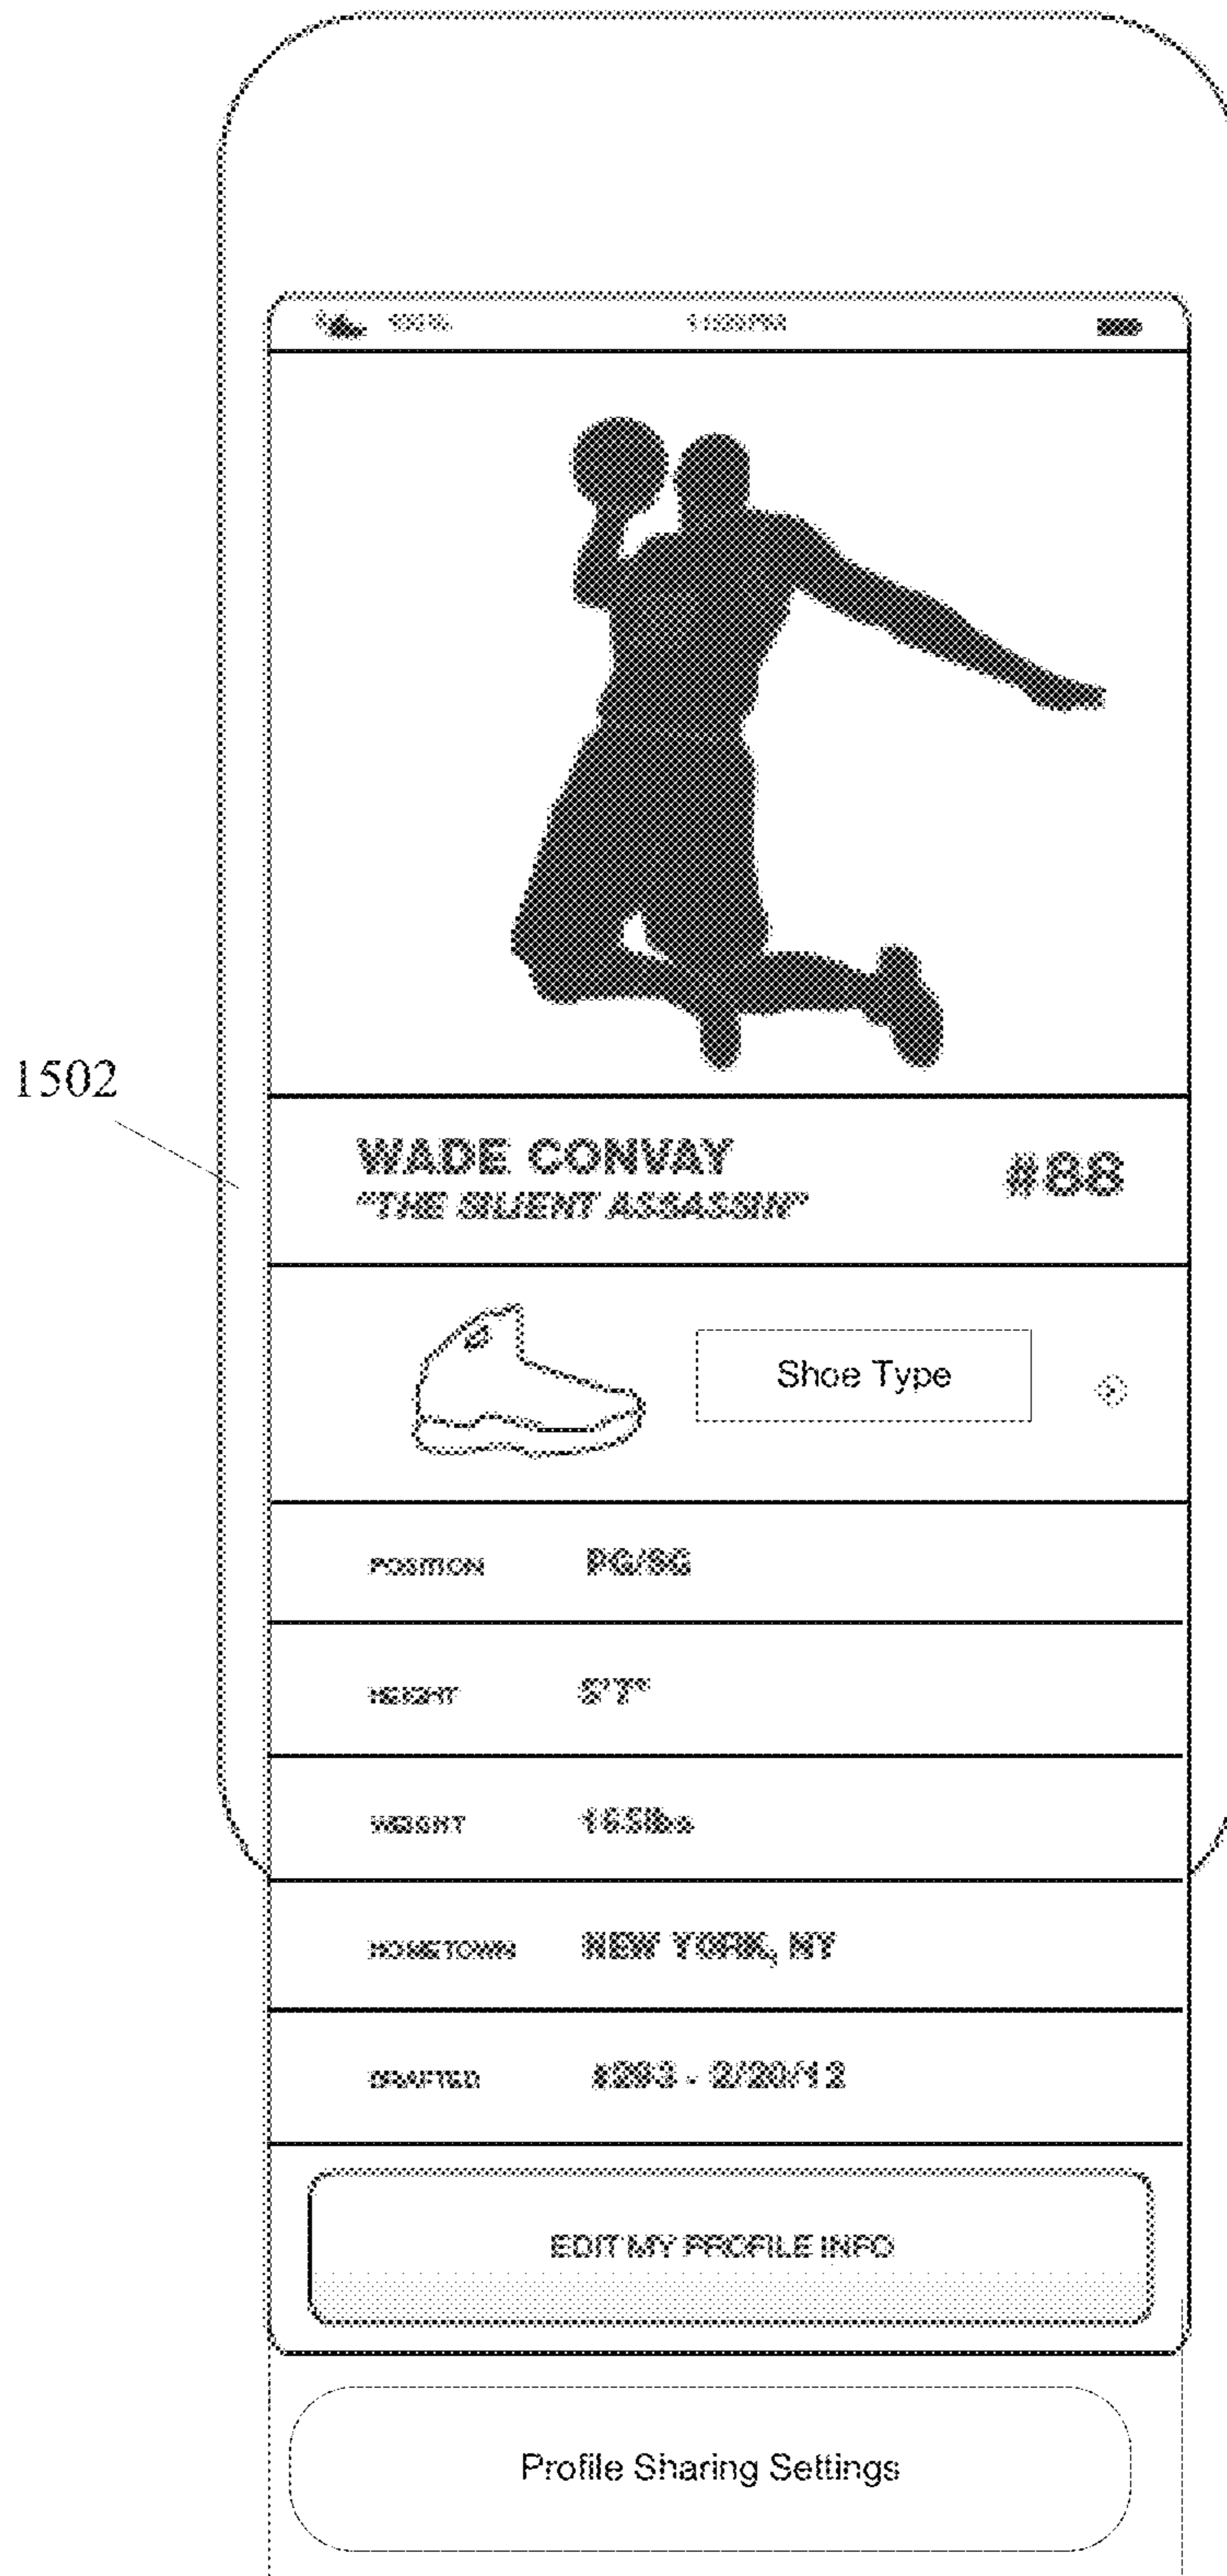 1502
WADE CONVAY #88
"THE SILIENT ASSASSIN"
Shoe Type
POSITION PG/SG
HEIGHT 5'7"
WEIGHT 165lbs
HOMETOWN NEW YORK, NY
DRAFTED #293 - 2/20/12
EDIT MY PROFILE INFO
Profile Sharing Settings